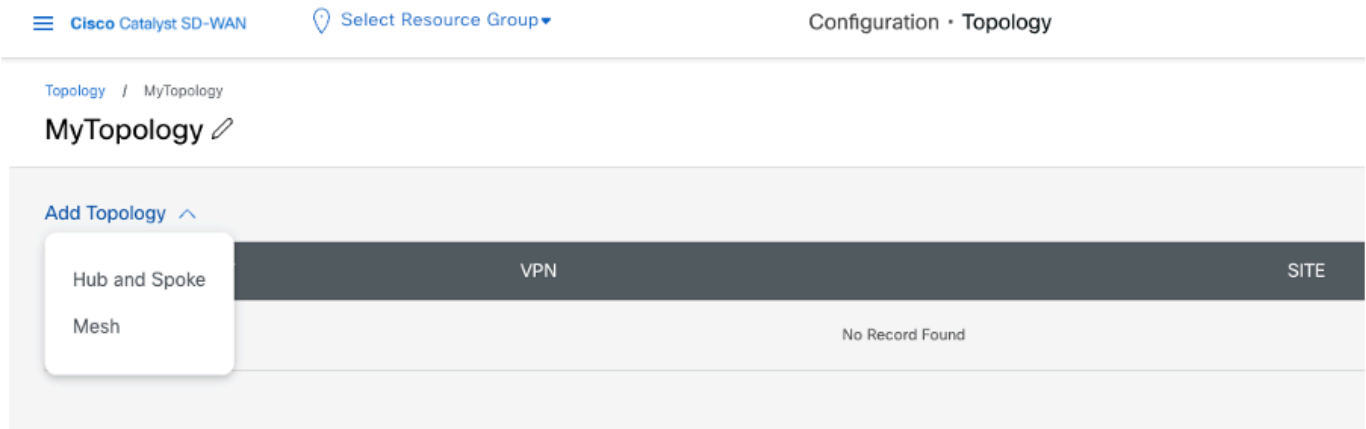 Cisco Catalyst SD-WAN Select Resource Group Configuration · Topology
Topology / MyTopology
MyTopology
Add Topology
VPN SITE
Hub and Spoke
Mesh
No Record Found